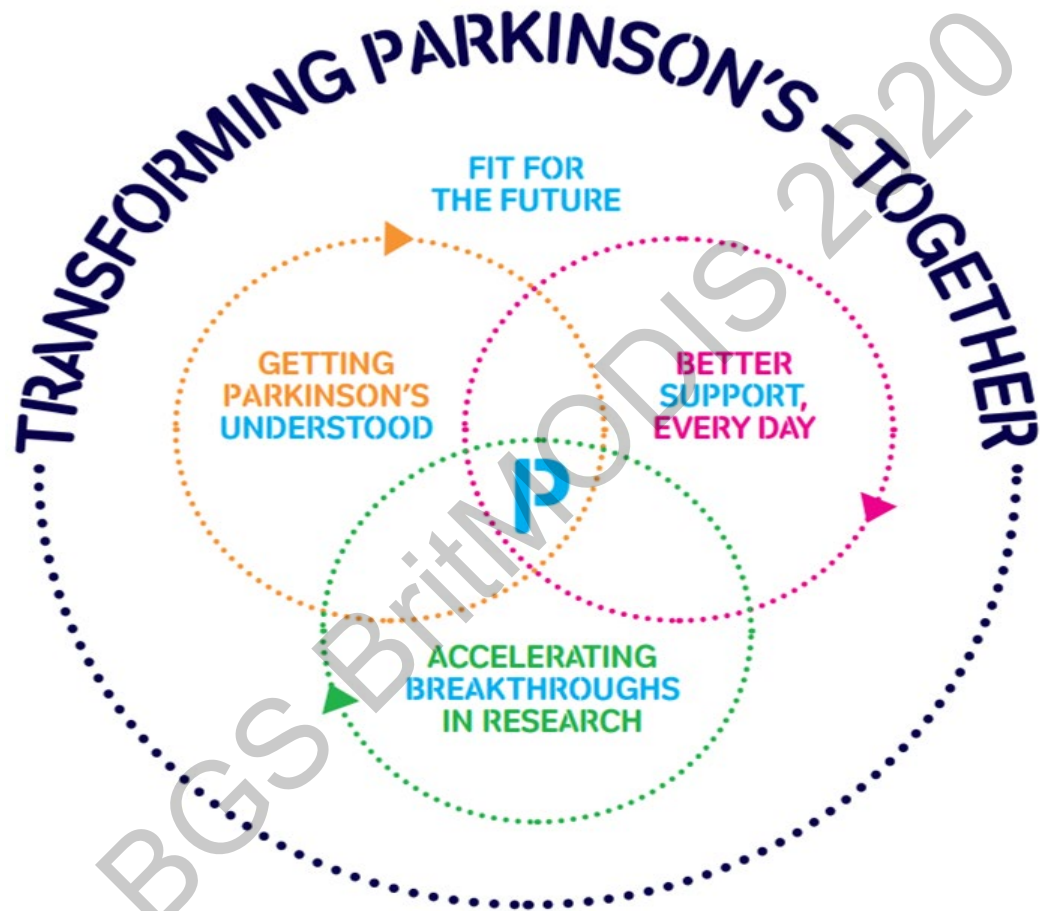 TRANSFORMING PARKINSON'S – TOGETHER
FIT FOR
THE FUTURE
GETTING
PARKINSON'S
UNDERSTOOD
BETTER
SUPPORT,
EVERY DAY
P
ACCELERATING
BREAKTHROUGHS
IN RESEARCH
BGS BritMODIS 2020